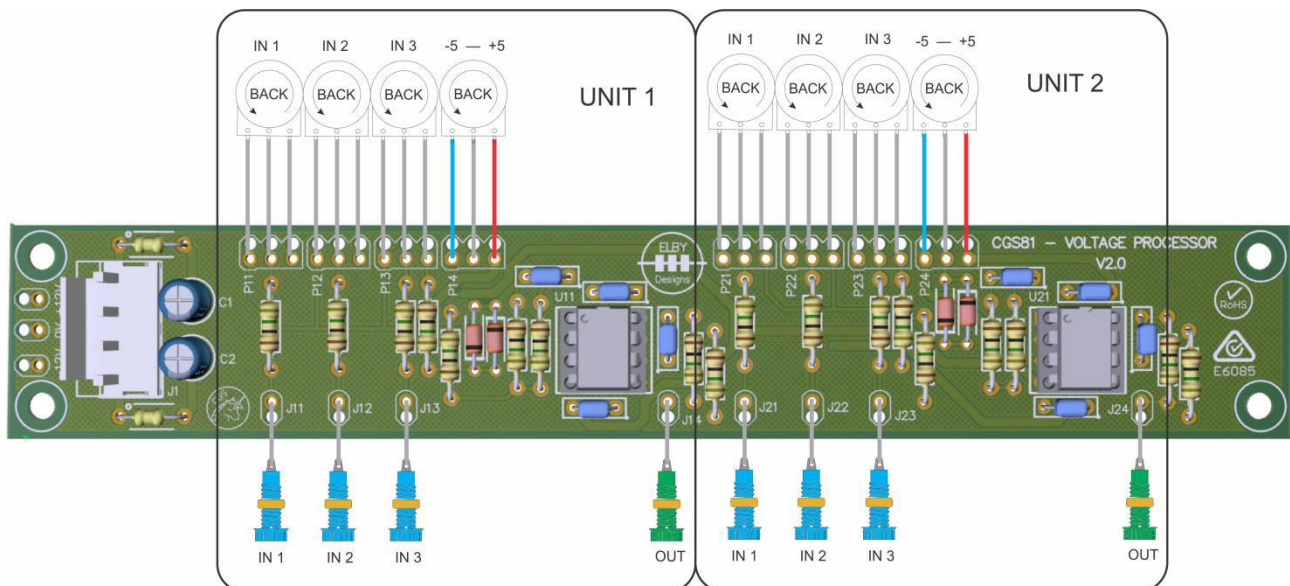 IN 1 IN 2 IN 3 -5 — +5
BACK BACK BACK BACK
UNIT 1
IN 1 IN 2 IN 3 -5 — +5
BACK BACK BACK BACK
UNIT 2
P11 P12 P13 P14
ELBY
Designs
P21 P22 P23 P24
CGS81 – VOLTAGE PROCESSOR
V2.0
C1
C2
J1
U11
U21
RoHS
E6085
J11 J12 J13 J14
J21 J22 J23 J24
IN 1 IN 2 IN 3 OUT
IN 1 IN 2 IN 3 OUT